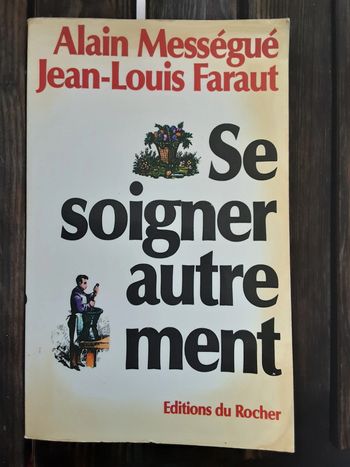 Alain Mességué
Jean-Louis Faraut
Se
soigner
autre
ment
Editions du Rocher